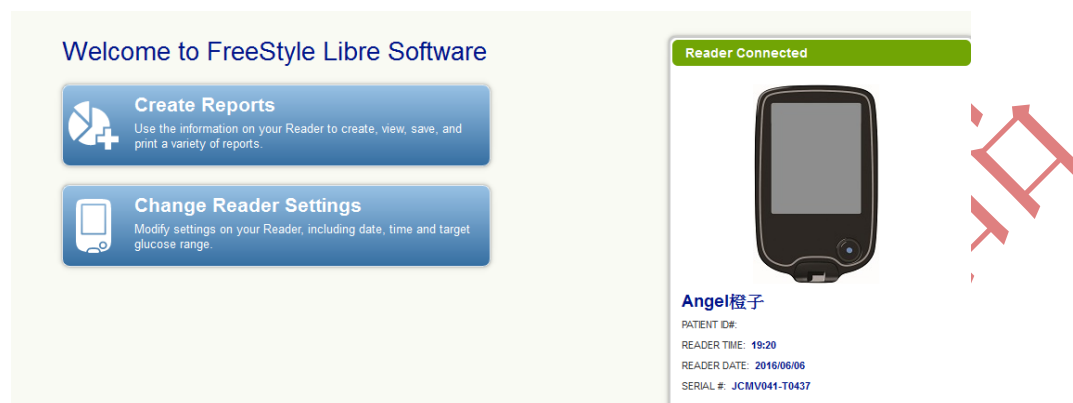 Welcome to FreeStyle Libre Software
Create Reports
Use the information on your Reader to create, view, save, and
print a variety of reports.
Change Reader Settings
Modify settings on your Reader, including date, time and target
glucose range.
Reader Connected
Angel橙子
PATIENT ID#:
READER TIME: 19:20
READER DATE: 2016/06/06
SERIAL #: JCMV041-T0437